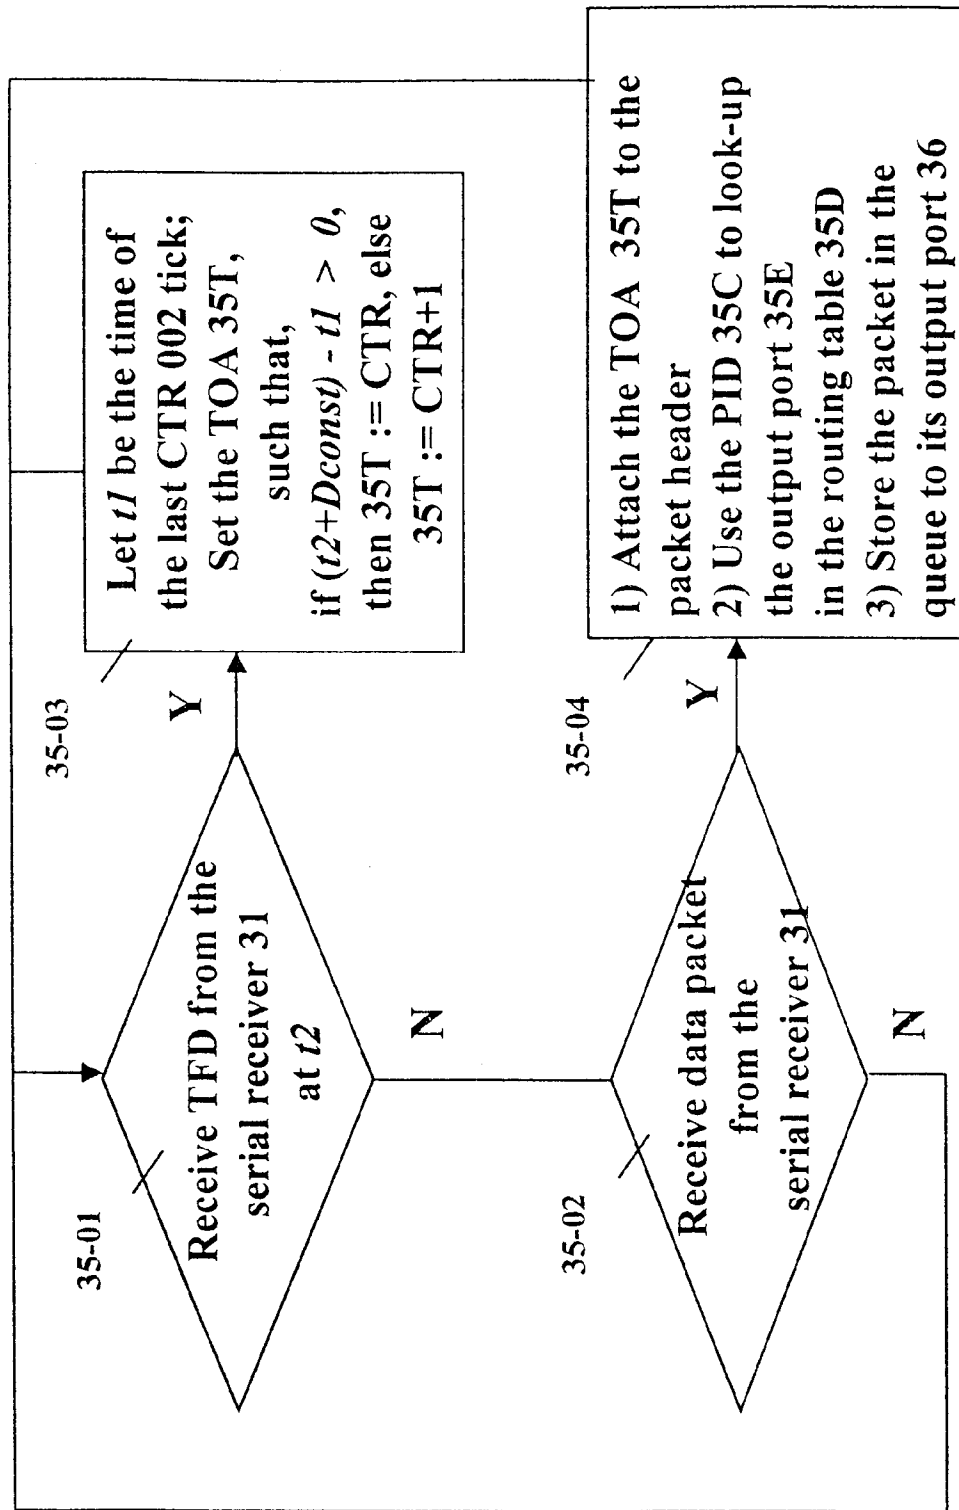 35-01
Receive TFD from the
serial receiver 31
at t2
Y
N
35-03
Let t1 be the time of
the last CTR 002 tick;
Set the TOA 35T,
such that,
if (t2+Dconst) - t1 > 0,
then 35T := CTR, else
35T := CTR+1
35-02
Receive data packet
from the
serial receiver 31
Y
N
35-04
1) Attach the TOA 35T to the
packet header
2) Use the PID 35C to look-up
the output port 35E
in the routing table 35D
3) Store the packet in the
queue to its output port 36